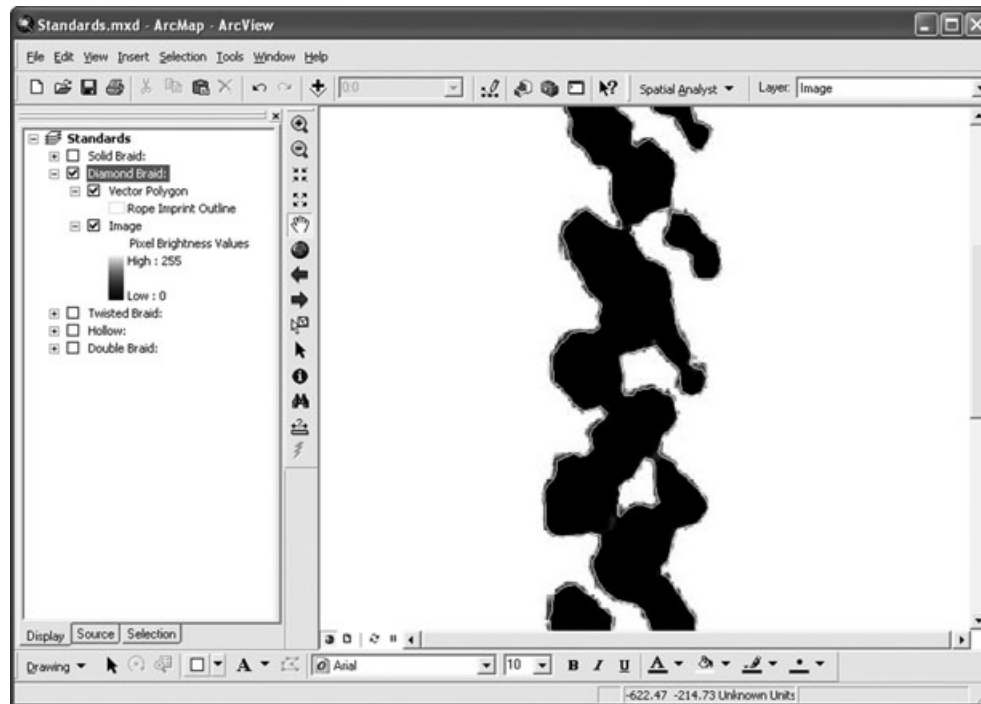 Standards.mxd - ArcMap - ArcView
File Edit View Insert Selection Tools Window Help
0:0
Spatial Analyst
Layer: Image
Standards
Solid Braid:
Diamond Braid:
Vector Polygon
Rope Imprint Outline
Image
Pixel Brightness Values
High : 255
Low : 0
Twisted Braid:
Hollow:
Double Braid:
Display Source Selection
Drawing A Arial 10 B I U A
-622.47 -214.73 Unknown Units